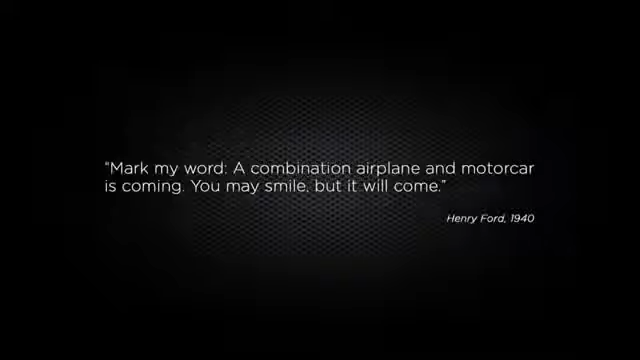 “Mark my word: A combination airplane and motorcar
is coming. You may smile, but it will come.”
Henry Ford, 1940